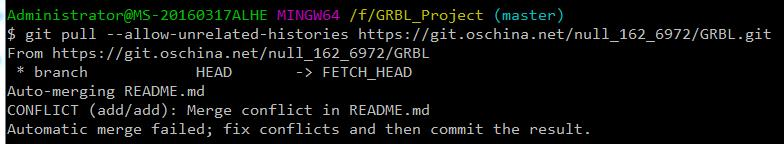 Administrator@MS-20160317ALHE MINGW64 /f/GRBL_Project (master)
$ git pull --allow-unrelated-histories https://git.oschina.net/null_162_6972/GRBL.git
From https://git.oschina.net/null_162_6972/GRBL
 * branch            HEAD       -> FETCH_HEAD
Auto-merging README.md
CONFLICT (add/add): Merge conflict in README.md
Automatic merge failed; fix conflicts and then commit the result.